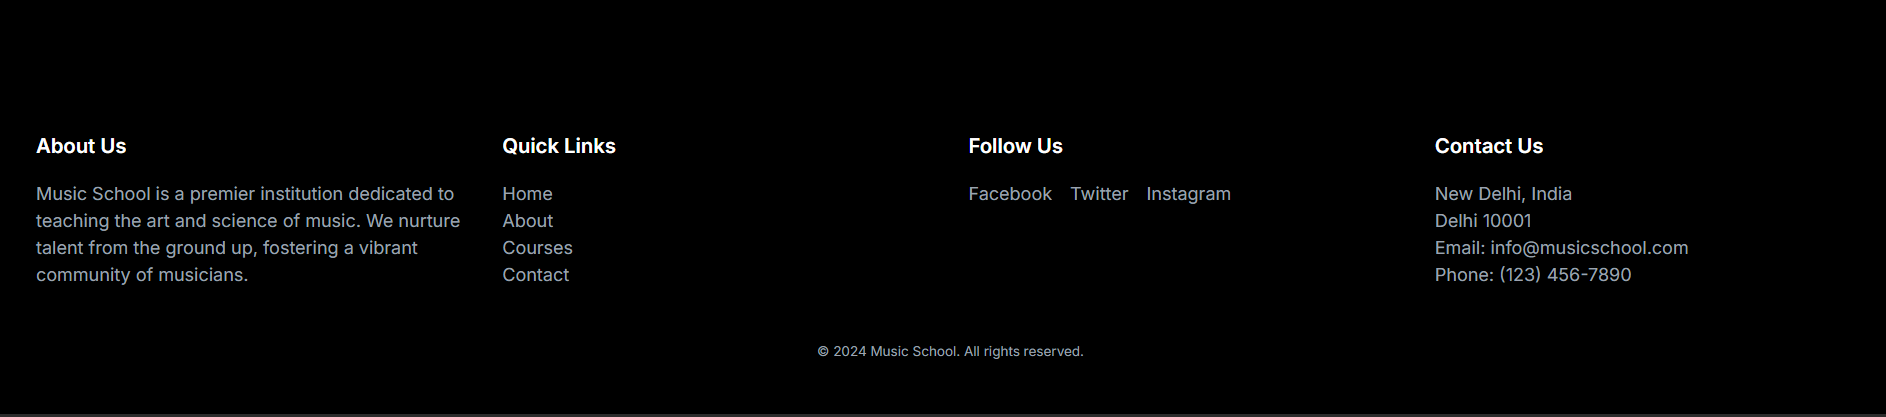 About Us
Music School is a premier institution dedicated to
teaching the art and science of music. We nurture
talent from the ground up, fostering a vibrant
community of musicians.
Quick Links
Home
About
Courses
Contact
Follow Us
Facebook Twitter Instagram
Contact Us
New Delhi, India
Delhi 10001
Email: info@musicschool.com
Phone: (123) 456-7890
© 2024 Music School. All rights reserved.